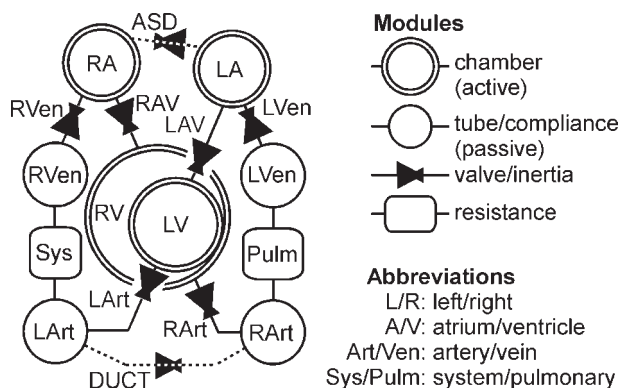 ASD
RA
LA
RVen
RAV
LAV
LVen
RVen
RV
LV
LVen
Sys
Pulm
LArt
LArt
RArt
RArt
DUCT
Modules
chamber
(active)
tube/compliance
(passive)
valve/inertia
resistance
Abbreviations
L/R: left/right
A/V: atrium/ventricle
Art/Ven: artery/vein
Sys/Pulm: system/pulmonary